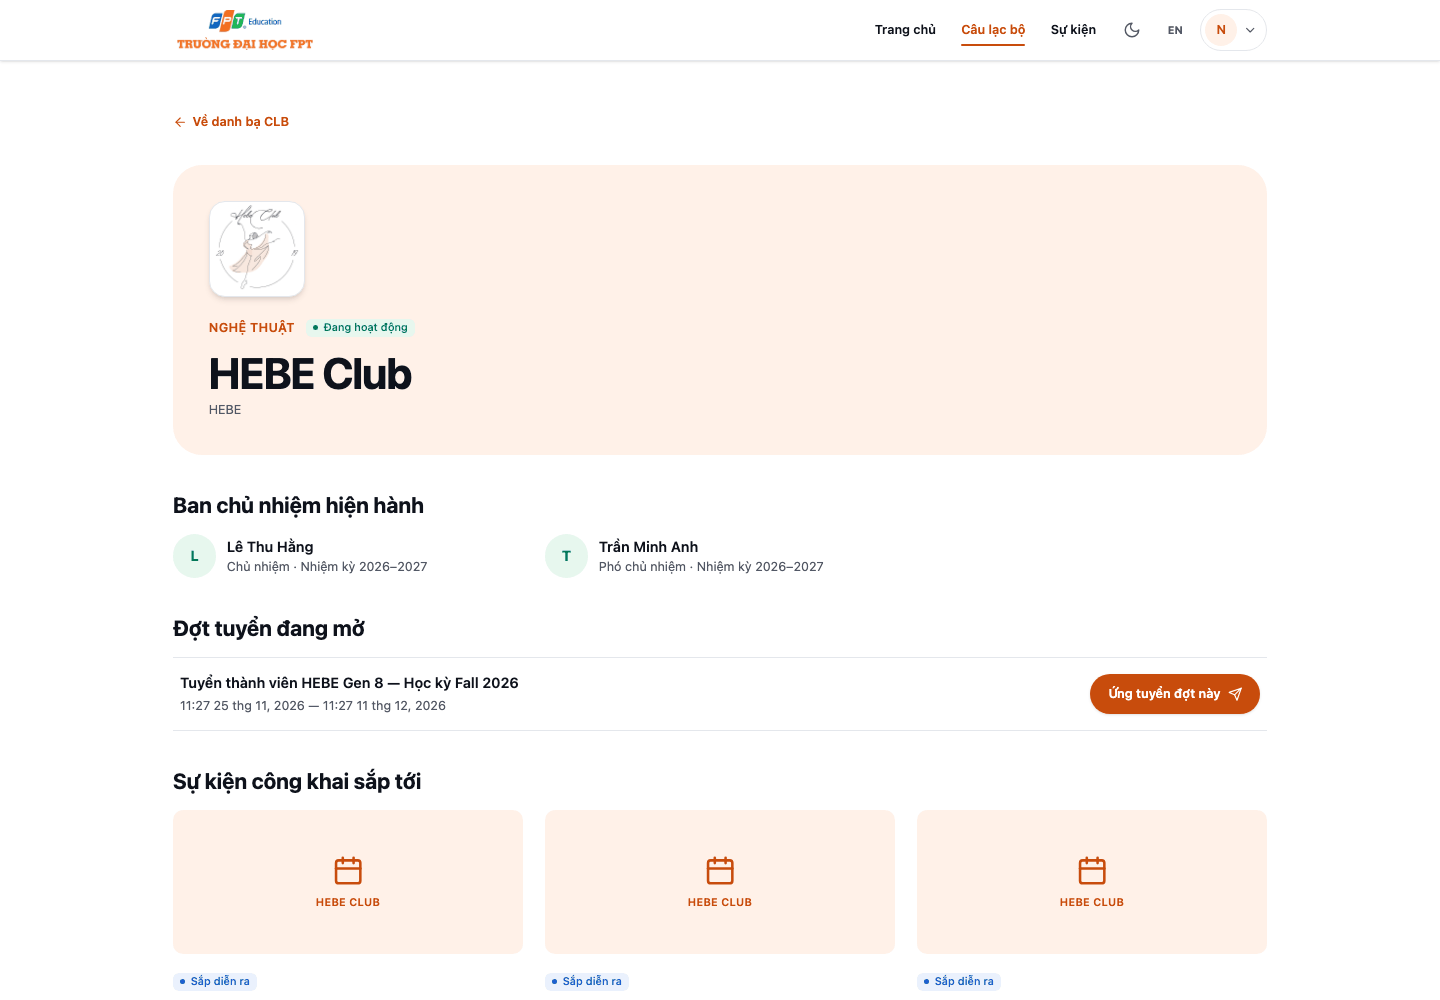 FPT Education
TRƯỜNG ĐẠI HỌC FPT
Trang chủ
Câu lạc bộ
Sự kiện
EN
N
Về danh bạ CLB
Hebe Club
20
19
NGHỆ THUẬT
Đang hoạt động
HEBE Club
HEBE
Ban chủ nhiệm hiện hành
L
Lê Thu Hằng
Chủ nhiệm · Nhiệm kỳ 2026–2027
T
Trần Minh Anh
Phó chủ nhiệm · Nhiệm kỳ 2026–2027
Đợt tuyển đang mở
Tuyển thành viên HEBE Gen 8 — Học kỳ Fall 2026
11:27 25 thg 11, 2026 — 11:27 11 thg 12, 2026
Ứng tuyển đợt này
Sự kiện công khai sắp tới
HEBE CLUB
HEBE CLUB
HEBE CLUB
Sắp diễn ra
Sắp diễn ra
Sắp diễn ra